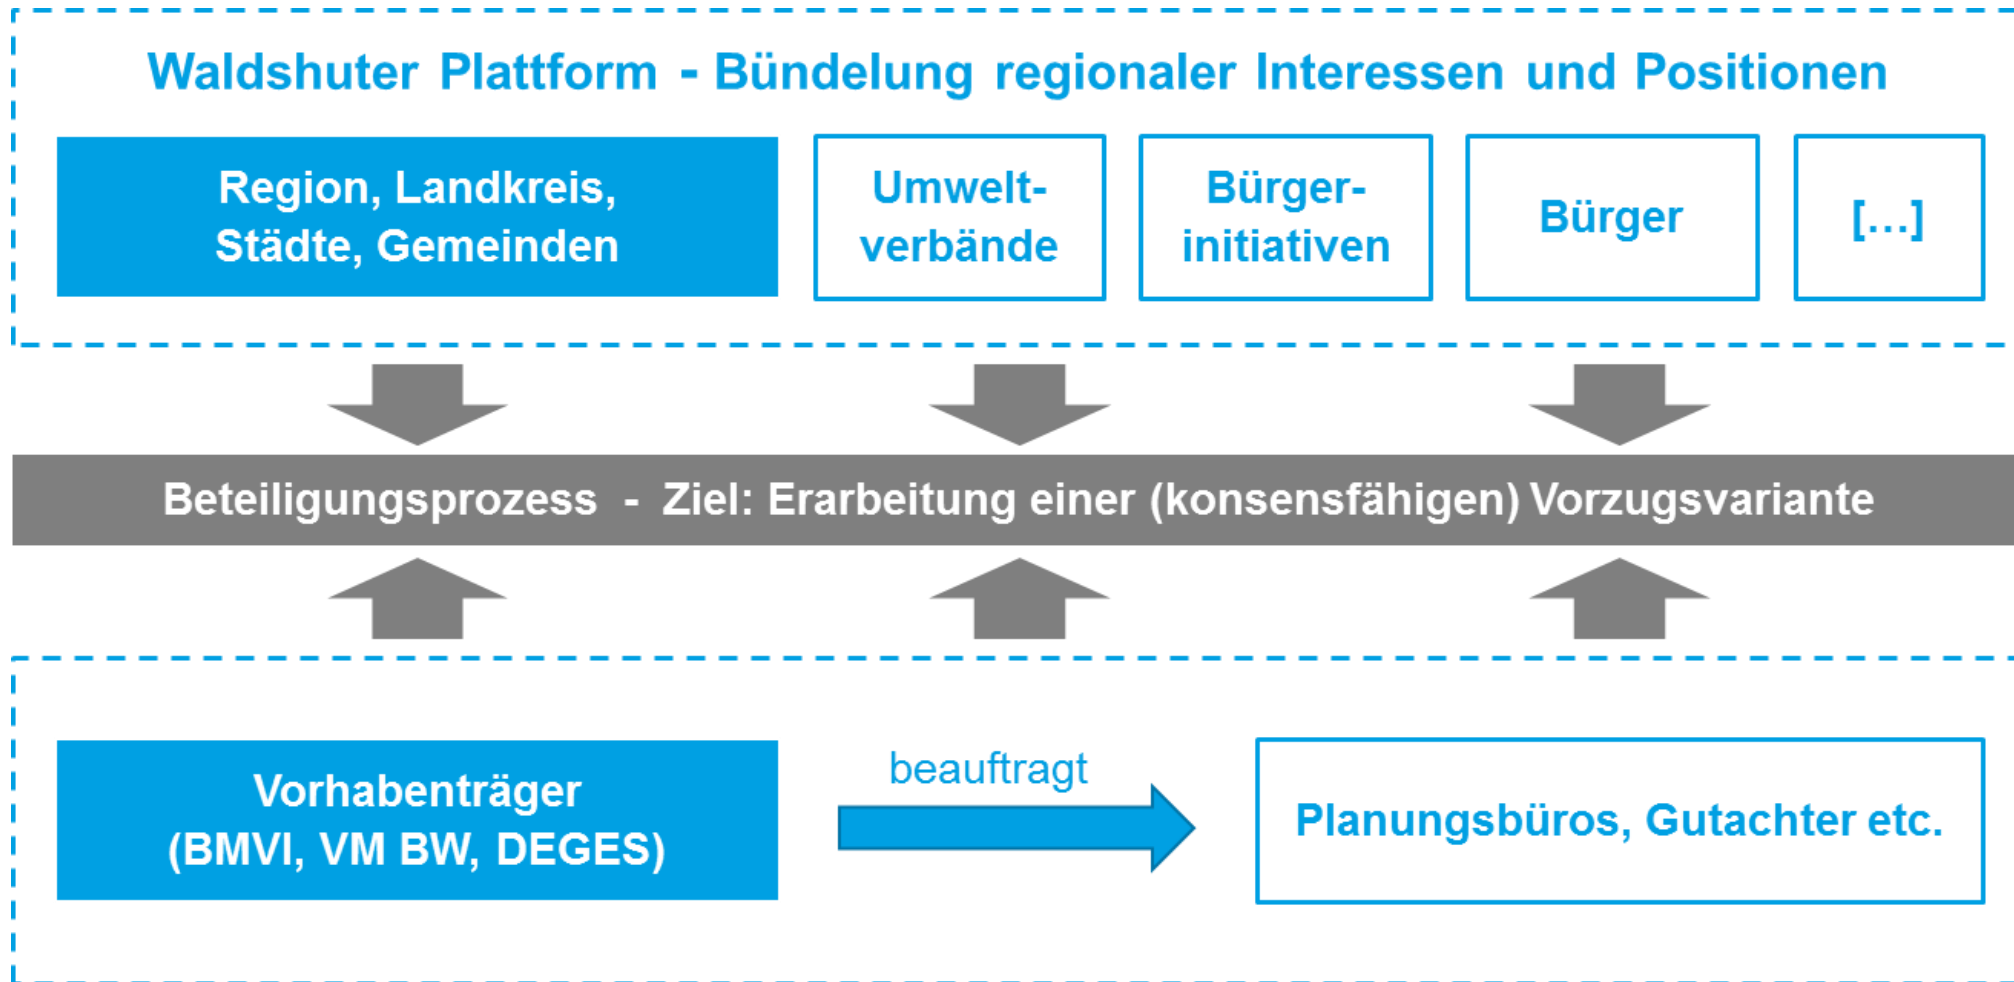 Waldshuter Plattform - Bündelung regionaler Interessen und Positionen
Region, Landkreis,
Städte, Gemeinden
Umwelt-
verbände
Bürger-
initiativen
Bürger
[...]
Beteiligungsprozess - Ziel: Erarbeitung einer (konsensfähigen) Vorzugsvariante
Vorhabenträger
(BMVI, VM BW, DEGES)
beauftragt
Planungsbüros, Gutachter etc.